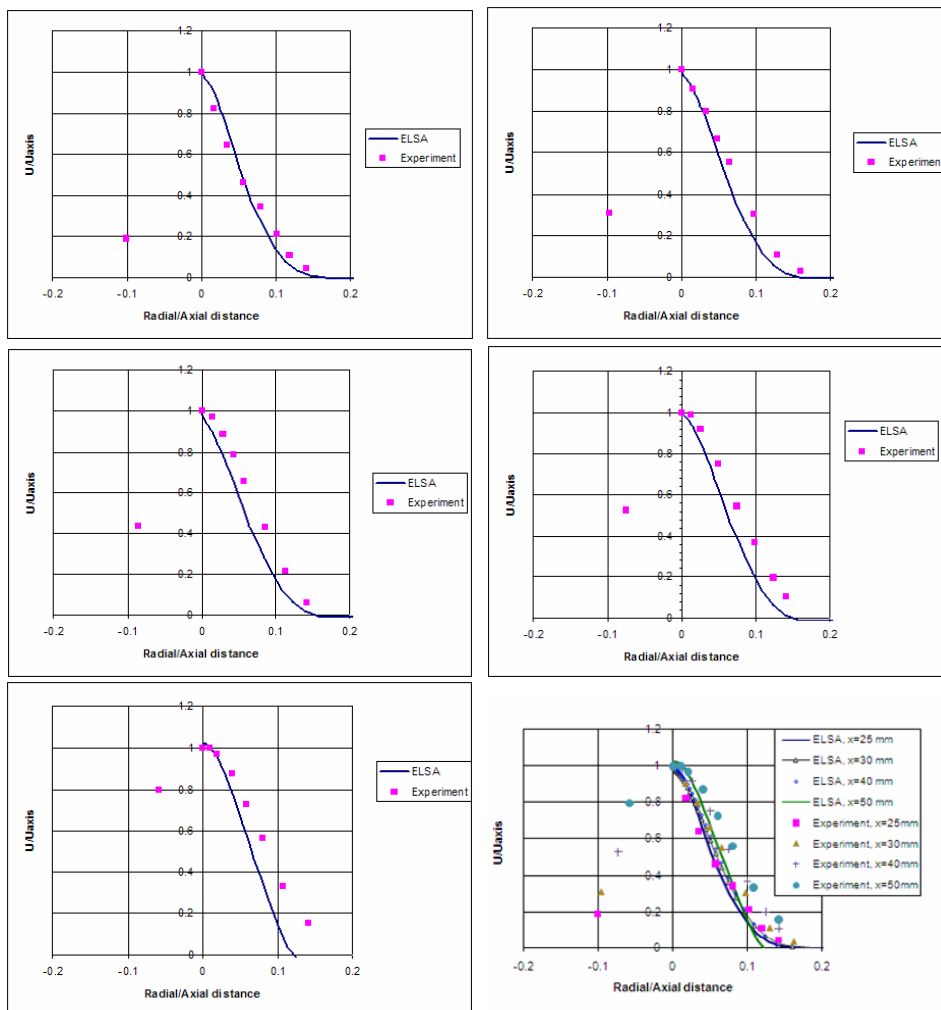 1.2
1
0.8
0.6
0.4
0.2
0
-0.2 -0.1 0 0.1 0.2
U/Uaxis
Radial/Axial distance
ELSA
Experiment
1.2
1
0.8
0.6
0.4
0.2
0
-0.2 -0.1 0 0.1 0.2
U/Uaxis
Radial/Axial distance
ELSA
Experiment
1.2
1
0.8
0.6
0.4
0.2
0
-0.2 -0.1 0 0.1 0.2
U/Uaxis
Radial/Axial distance
ELSA
Experiment
1.2
1
0.8
0.6
0.4
0.2
0
-0.2 -0.1 0 0.1 0.2
U/Uaxis
Radial/Axial distance
ELSA
Experiment
1.2
1
0.8
0.6
0.4
0.2
0
-0.2 -0.1 0 0.1 0.2
U/Uaxis
Radial/Axial distance
ELSA
Experiment
1.2
1
0.8
0.6
0.4
0.2
0
-0.2 -0.1 0 0.1 0.2
U/Uaxis
Radial/Axial distance
ELSA, x=25 mm
ELSA, x=30 mm
ELSA, x=40 mm
ELSA, x=50 mm
Experiment, x=25mm
Experiment, x=30mm
Experiment, x=40mm
Experiment, x=50mm